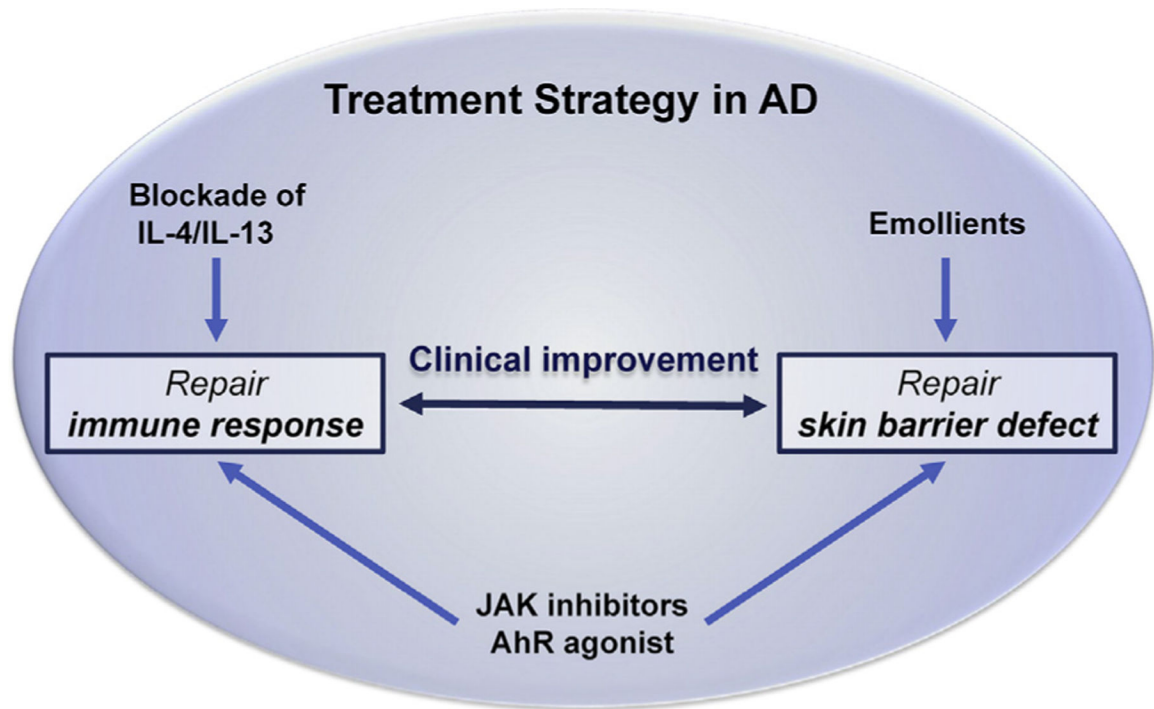 Treatment Strategy in AD
Blockade of
IL-4/IL-13
Emollients
Clinical improvement
Repair
immune response
Repair
skin barrier defect
JAK inhibitors
AhR agonist